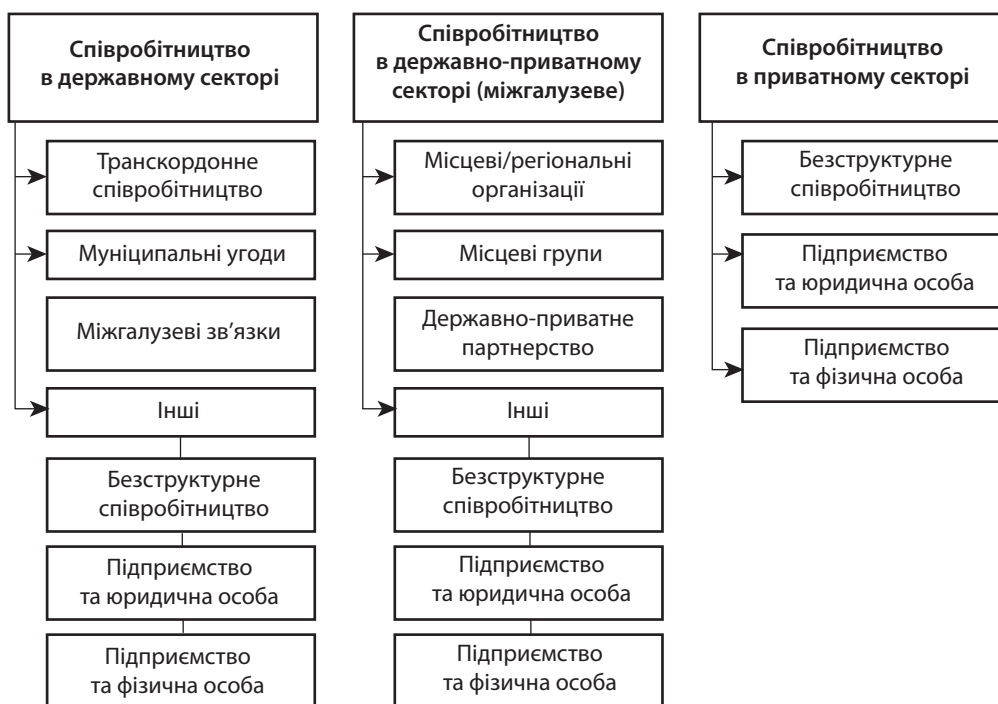 Співробітництво
в державному секторі
Транскордонне
співробітництво
Муніципальні угоди
Міжгалузеві зв'язки
Інші
Безструктурне
співробітництво
Підприємство
та юридична особа
Підприємство
та фізична особа
Співробітництво
в державно-приватному
секторі (міжгалузеве)
Місцеві/регіональні
організації
Місцеві групи
Державно-приватне
партнерство
Інші
Безструктурне
співробітництво
Підприємство
та юридична особа
Підприємство
та фізична особа
Співробітництво
в приватному секторі
Безструктурне
співробітництво
Підприємство
та юридична особа
Підприємство
та фізична особа